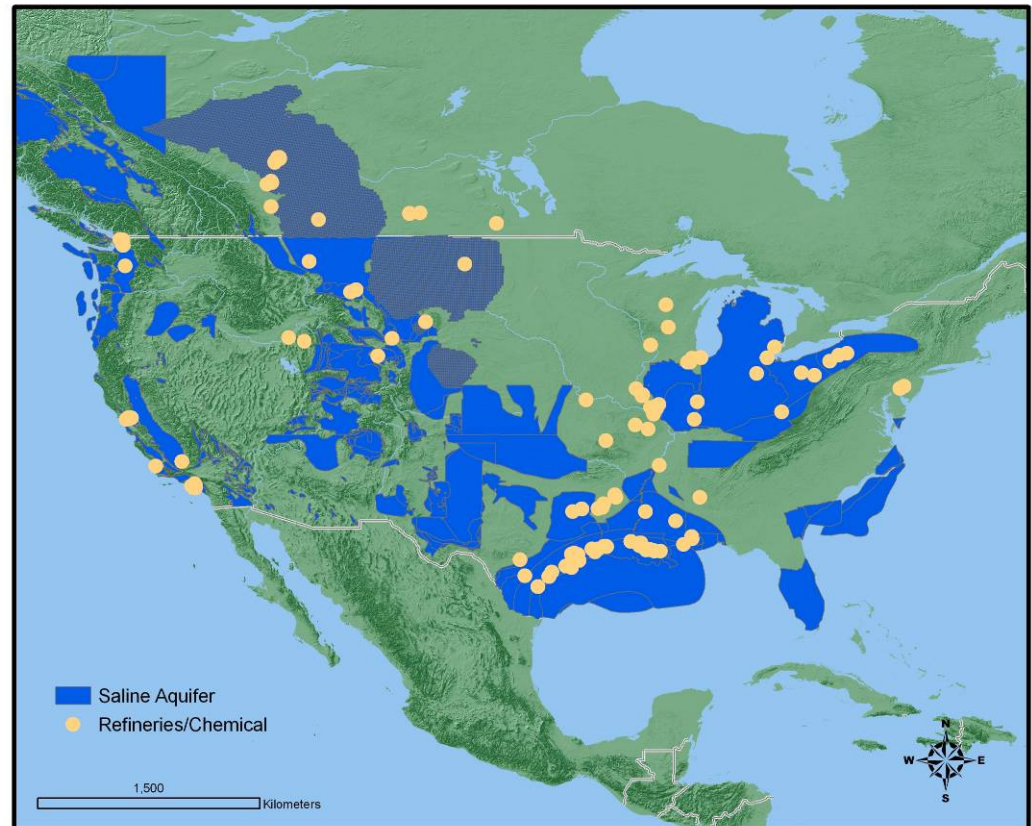 Saline Aquifer
Refineries/Chemical
N
W E
S
1,500
Kilometers